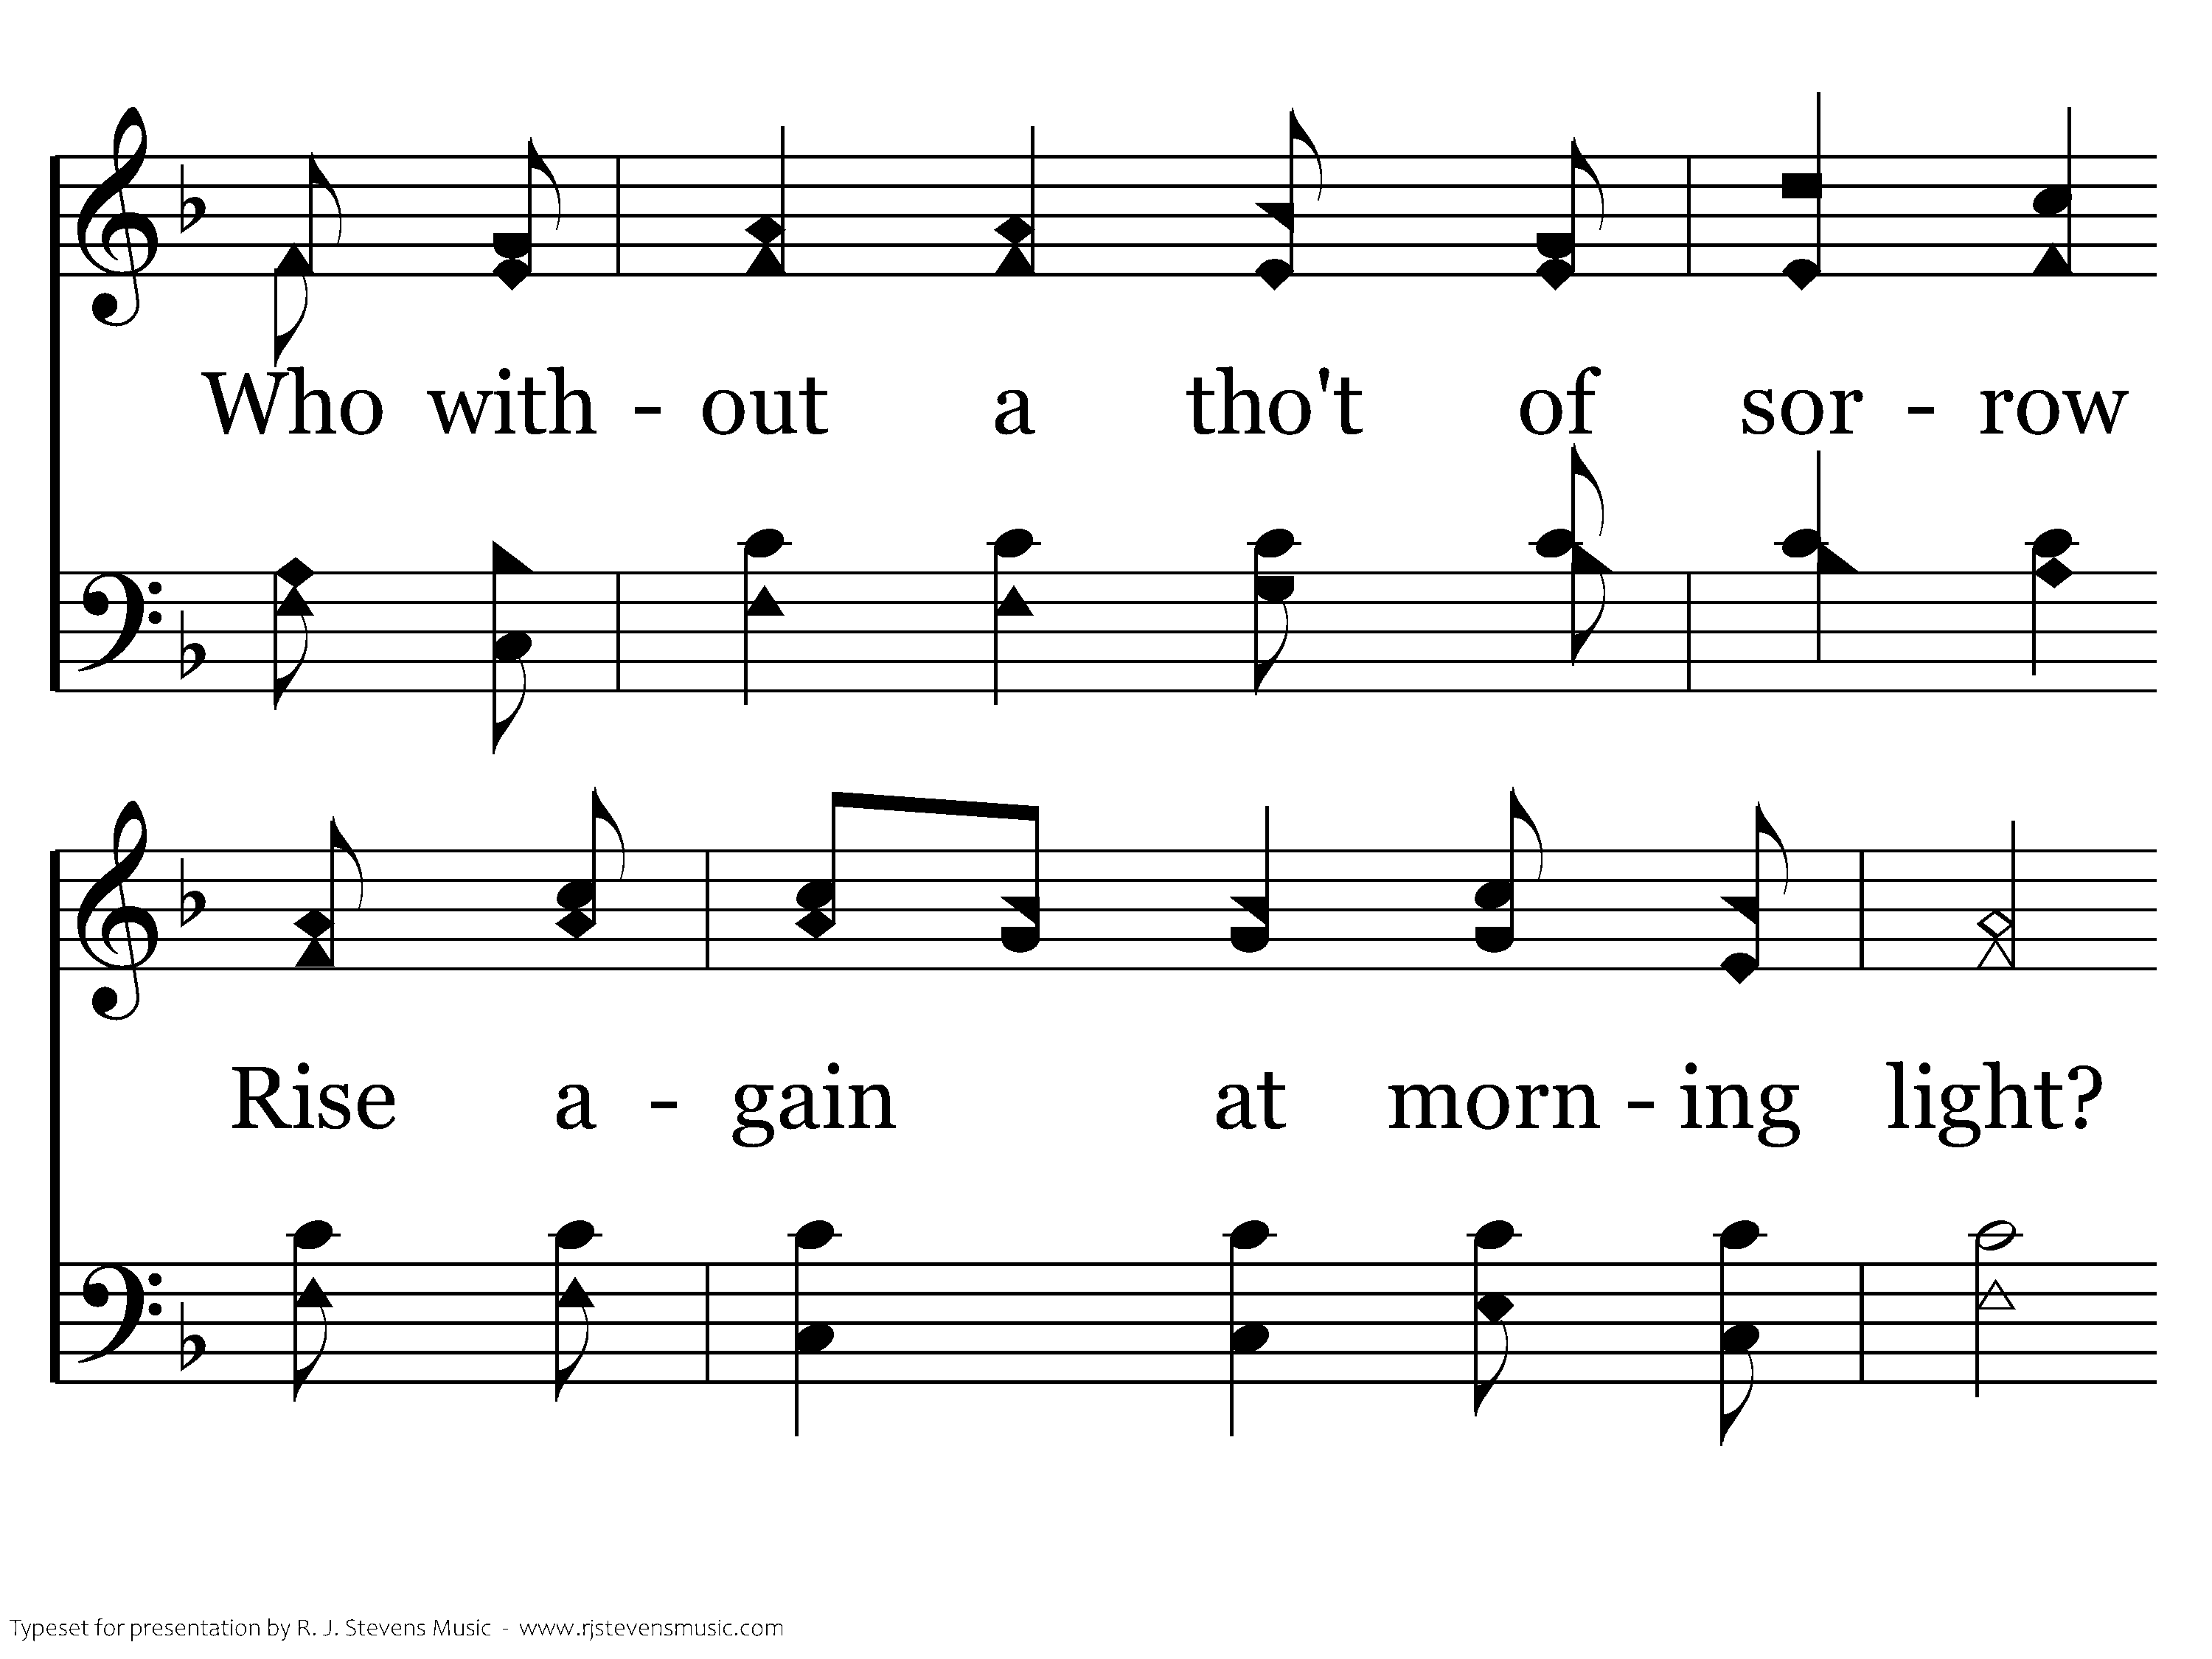 Who with - out a tho't of sor - row
Rise a - gain at morn - ing light?
Typeset for presentation by R. J. Stevens Music - www.rjstevensmusic.com